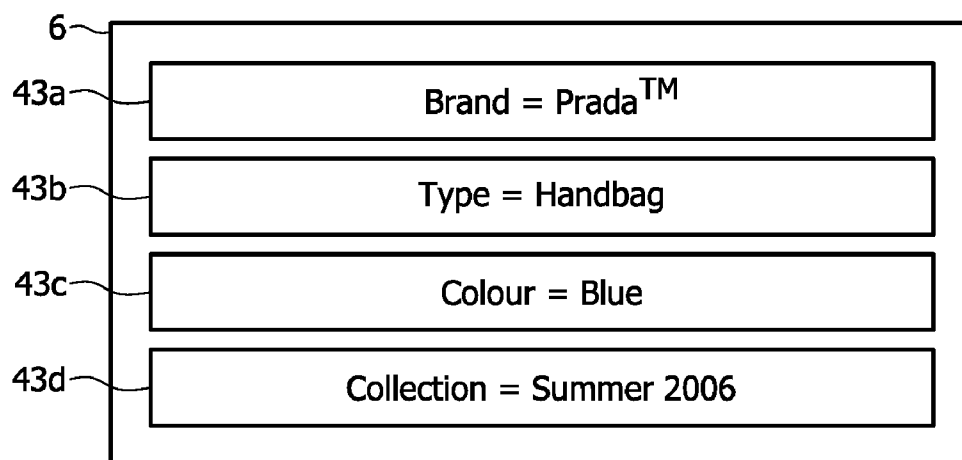 6
43a Brand = Prada™
43b Type = Handbag
43c Colour = Blue
43d Collection = Summer 2006